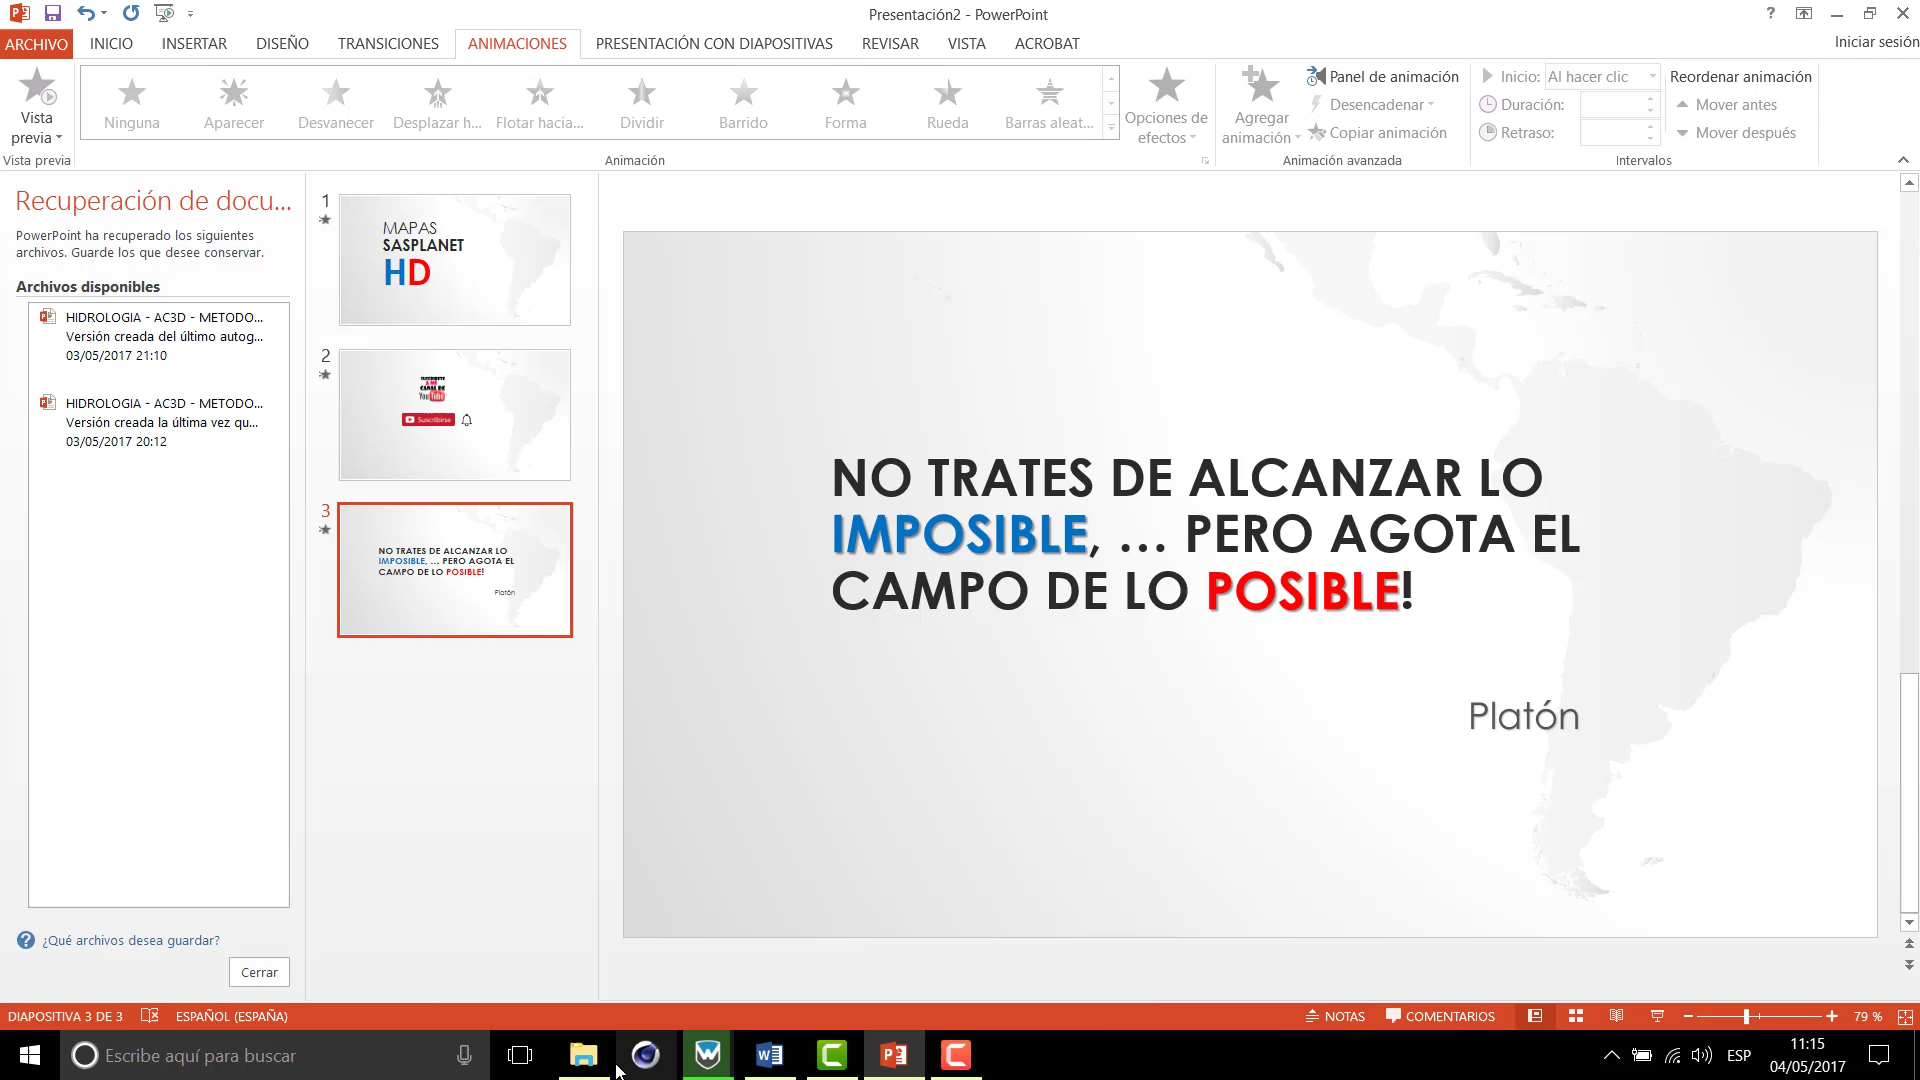 Presentación2 - PowerPoint
ARCHIVO INICIO INSERTAR DISEÑO TRANSICIONES ANIMACIONES PRESENTACIÓN CON DIAPOSITIVAS REVISAR VISTA ACROBAT Iniciar sesión
Vista previa
Ninguna Aparecer Desvanecer Desplazar h... Flotar hacia... Dividir Barrido Forma Rueda Barras aleat...
Opciones de efectos
Agregar animación
Panel de animación
Desencadenar
Copiar animación
Inicio: Al hacer clic
Duración:
Retraso:
Reordenar animación
Mover antes
Mover después
Vista previa Animación Animación avanzada Intervalos
Recuperación de docu...
PowerPoint ha recuperado los siguientes
archivos. Guarde los que desee conservar.
Archivos disponibles
HIDROLOGIA - AC3D - METODO...
Versión creada del último autog...
03/05/2017 21:10
HIDROLOGIA - AC3D - METODO...
Versión creada la última vez qu...
03/05/2017 20:12
¿Qué archivos desea guardar?
Cerrar
1
MAPAS
SASPLANET
HD
2
SUSCRIBETE
A MI
CANAL DE
YouTube
Suscribirse
3
NO TRATES DE ALCANZAR LO
IMPOSIBLE, ... PERO AGOTA EL
CAMPO DE LO POSIBLE!
Platón
NO TRATES DE ALCANZAR LO
IMPOSIBLE, ... PERO AGOTA EL
CAMPO DE LO POSIBLE!
Platón
DIAPOSITIVA 3 DE 3 ESPAÑOL (ESPAÑA) NOTAS COMENTARIOS 79 %
Escribe aquí para buscar
ESP
11:15
04/05/2017